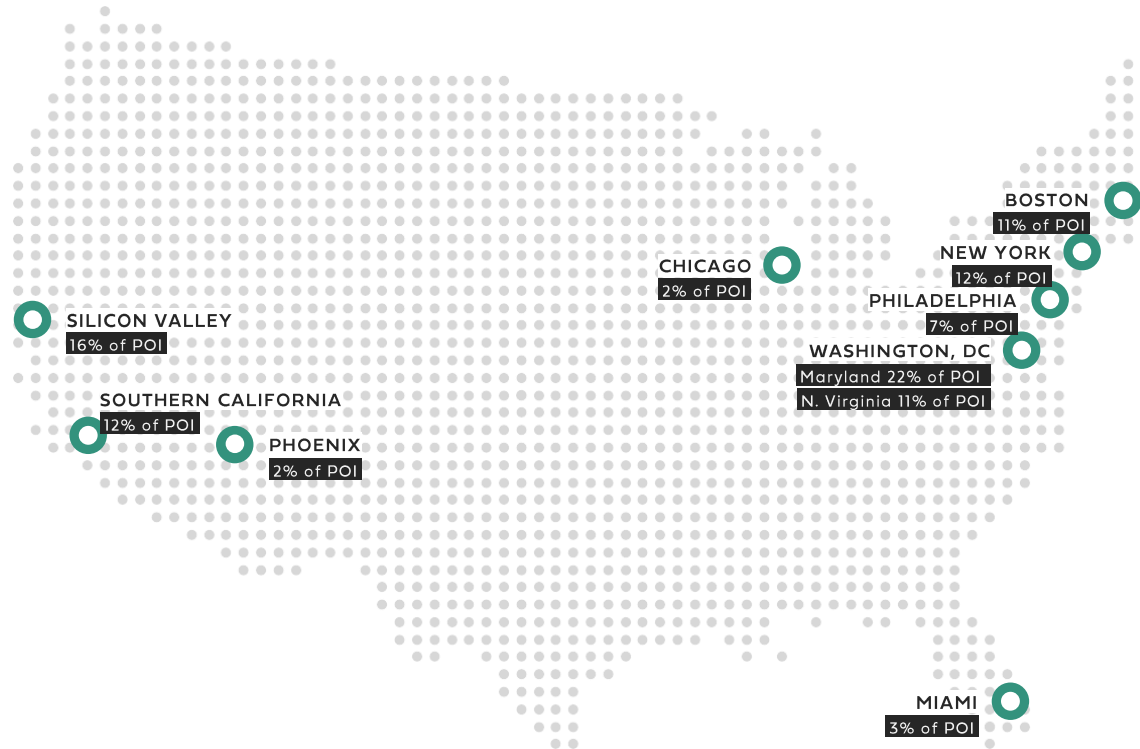 BOSTON
11% of POI
NEW YORK
12% of POI
CHICAGO
2% of POI
PHILADELPHIA
7% of POI
SILICON VALLEY
16% of POI
WASHINGTON, DC
Maryland 22% of POI
N. Virginia 11% of POI
SOUTHERN CALIFORNIA
12% of POI
PHOENIX
2% of POI
MIAMI
3% of POI